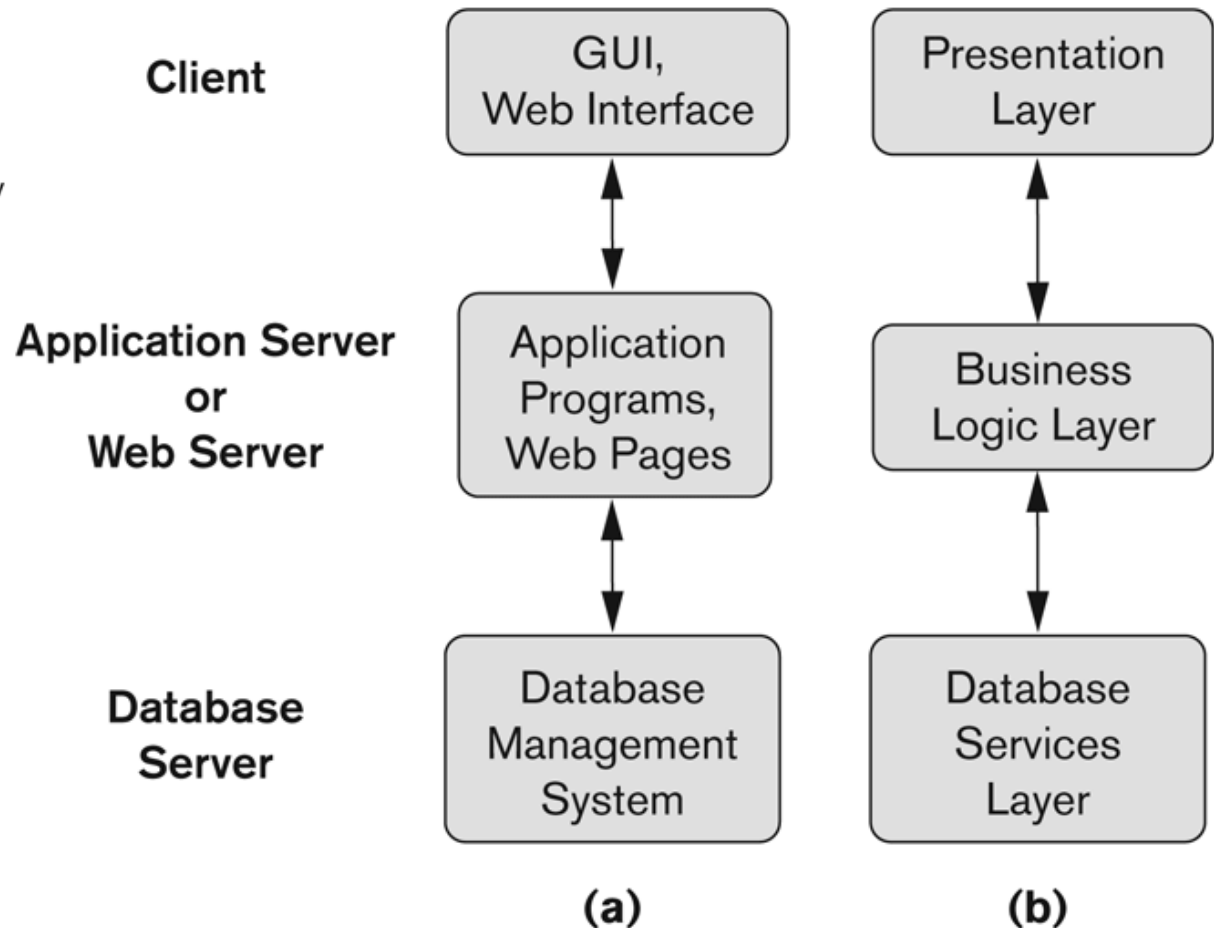 Client
GUI,
Web Interface
Presentation
Layer
Application Server
or
Web Server
Application
Programs,
Web Pages
Business
Logic Layer
Database
Server
Database
Management
System
Database
Services
Layer
(a)
(b)